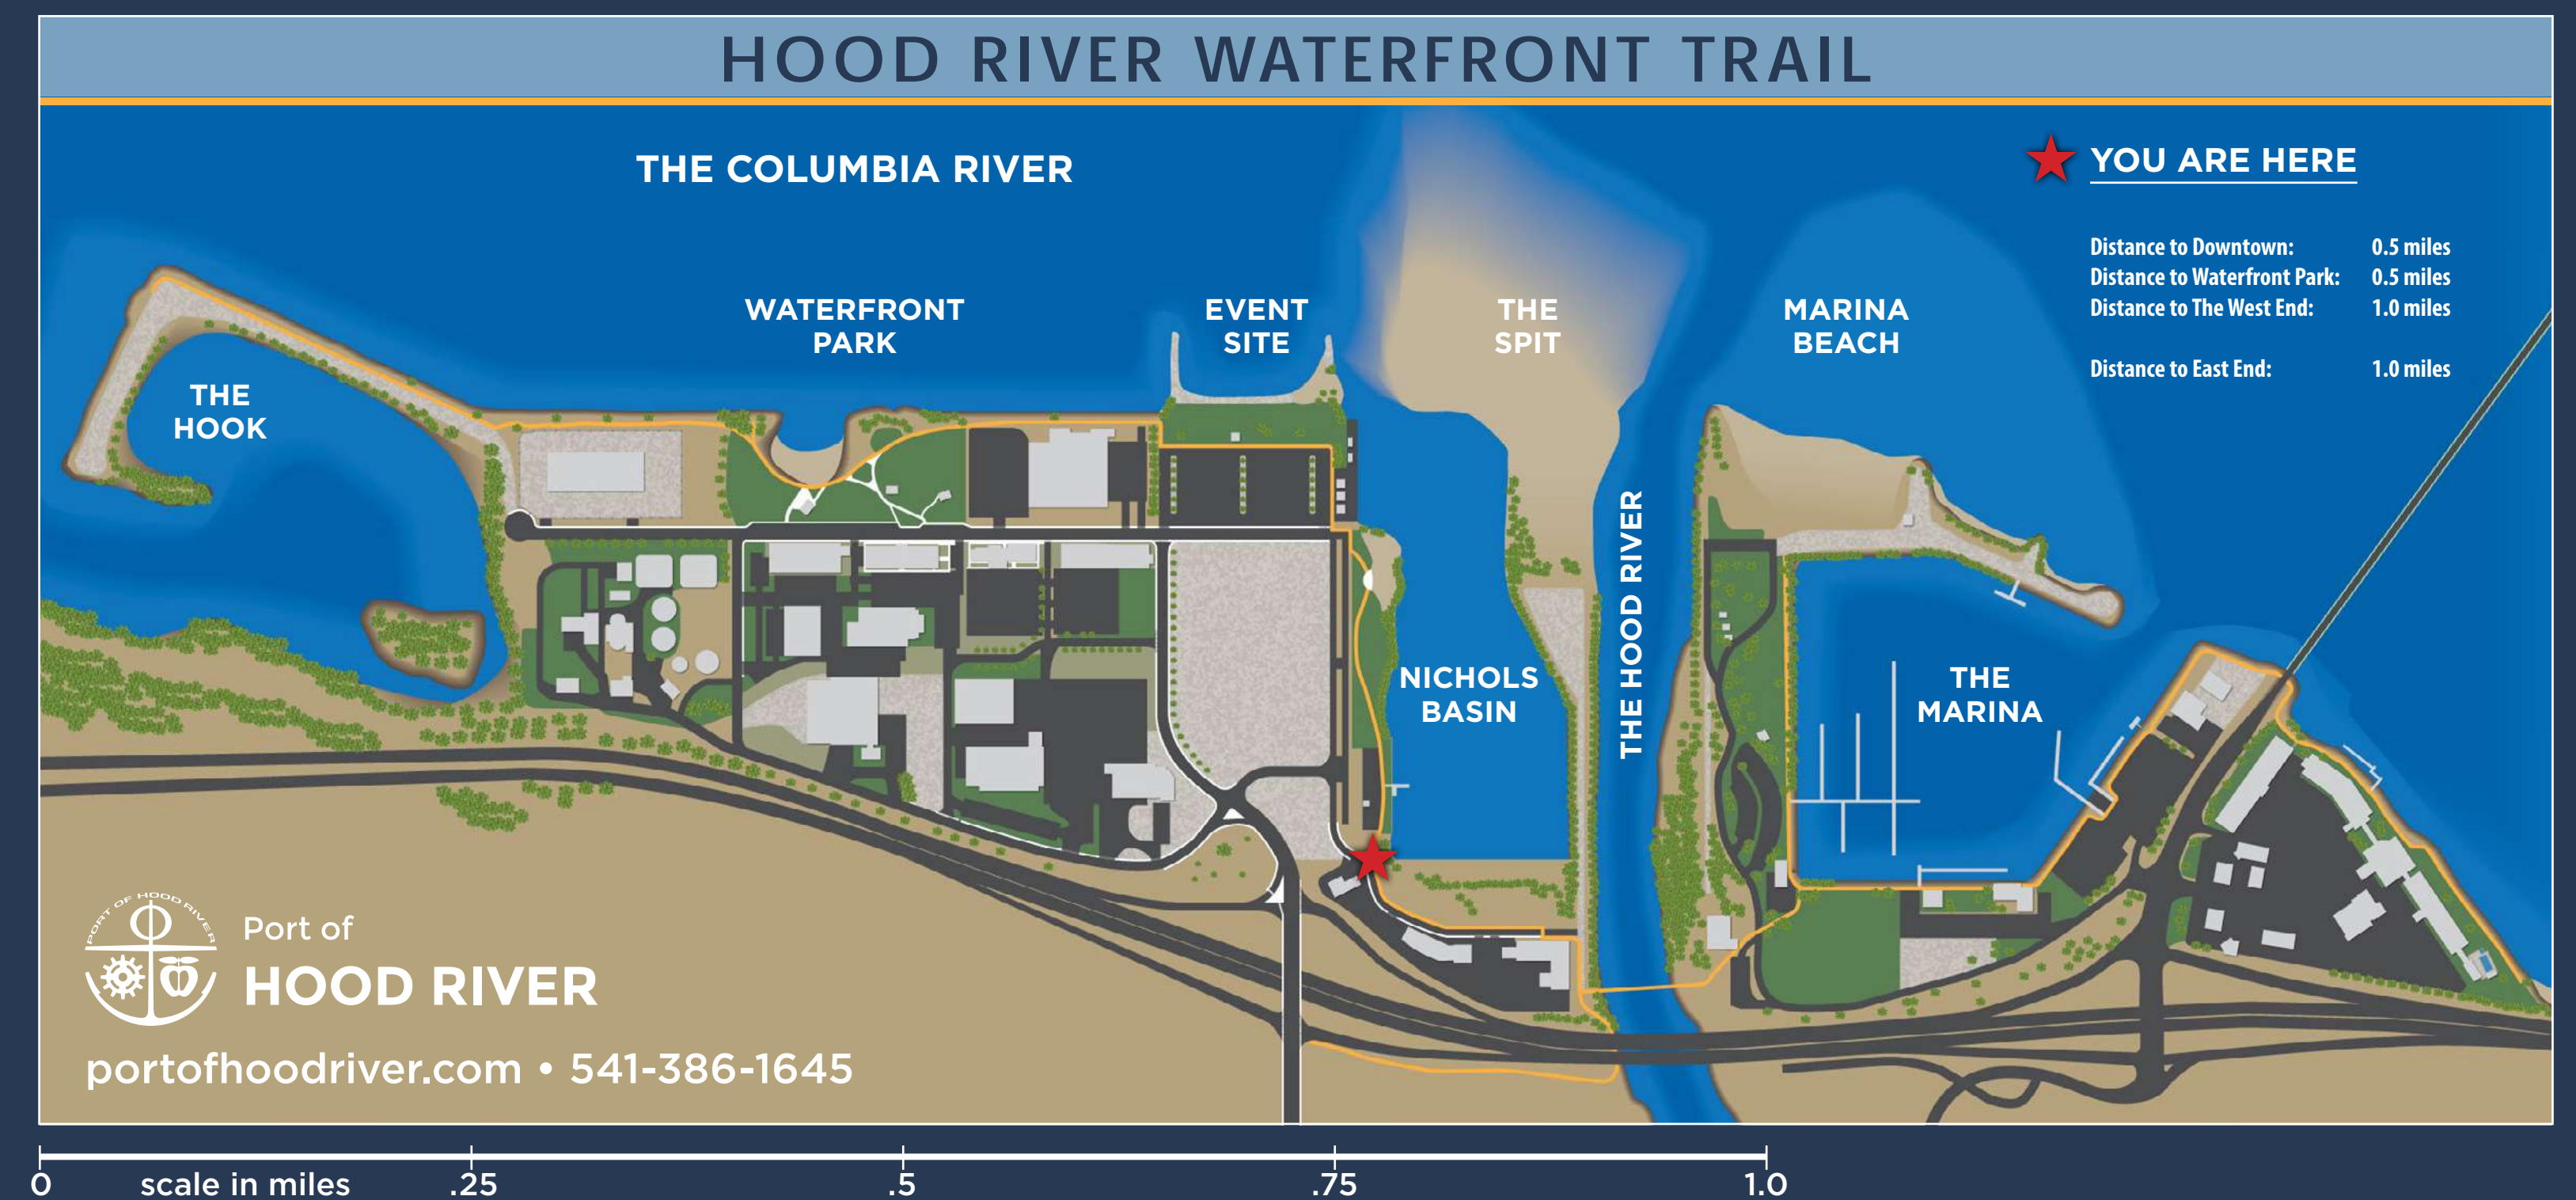 HOOD RIVER WATERFRONT TRAIL
THE COLUMBIA RIVER
YOU ARE HERE
Distance to Downtown: 0.5 miles
Distance to Waterfront Park: 0.5 miles
Distance to The West End: 1.0 miles
Distance to East End: 1.0 miles
WATERFRONT
PARK
EVENT
SITE
THE
SPIT
MARINA
BEACH
THE
HOOK
THE HOOD RIVER
NICHOLS
BASIN
THE
MARINA
PORT OF HOOD RIVER
Port of
HOOD RIVER
portofhoodriver.com • 541-386-1645
0 scale in miles .25 .5 .75 1.0